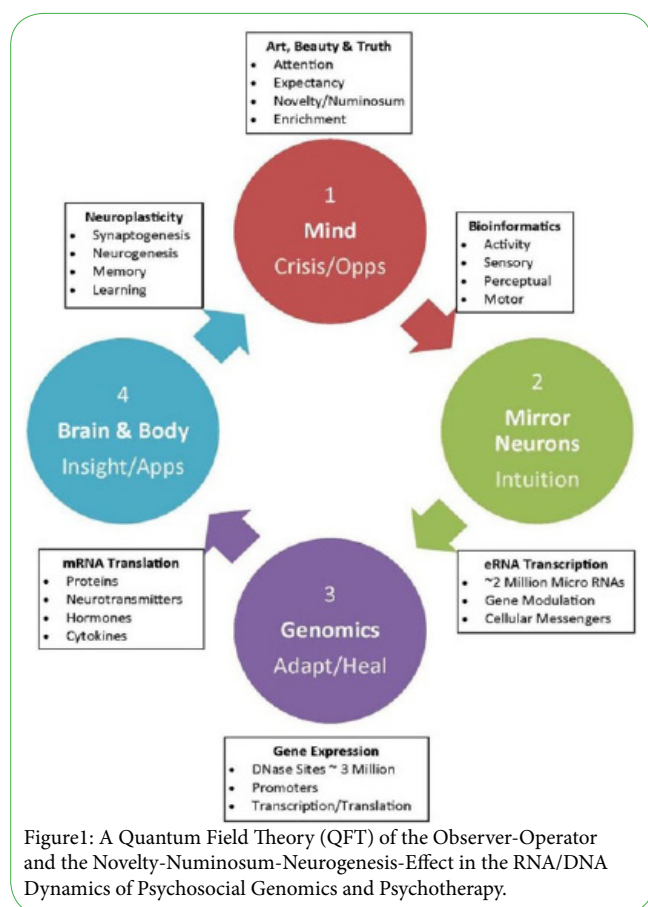 Art, Beauty & Truth
• Attention
• Expectancy
• Novelty/Numinosum
• Enrichment
1
Mind
Crisis/Opps
Neuroplasticity
• Synaptogenesis
• Neurogenesis
• Memory
• Learning
Bioinformatics
• Activity
• Sensory
• Perceptual
• Motor
2
Mirror
Neurons
Intuition
4
Brain & Body
Insight/Apps
mRNA Translation
• Proteins
• Neurotransmitters
• Hormones
• Cytokines
eRNA Transcription
• ~2 Million Micro RNAs
• Gene Modulation
• Cellular Messengers
3
Genomics
Adapt/Heal
Gene Expression
• DNase Sites ~ 3 Million
• Promoters
• Transcription/Translation
Figure1: A Quantum Field Theory (QFT) of the Observer-Operator
and the Novelty-Numinosum-Neurogenesis-Effect in the RNA/DNA
Dynamics of Psychosocial Genomics and Psychotherapy.